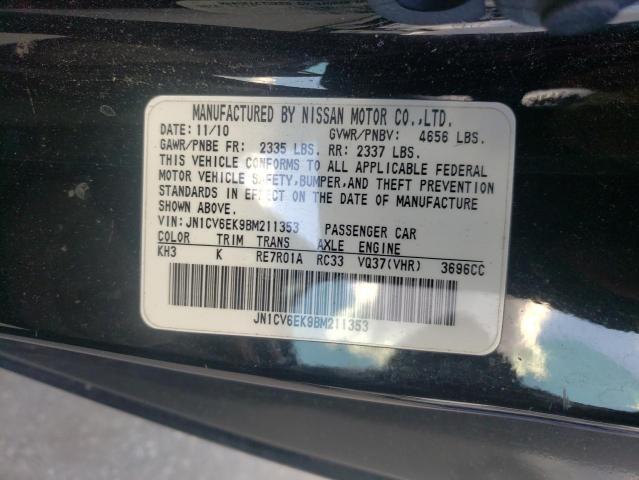 MANUFACTURED BY NISSAN MOTOR CO.,LTD.
DATE: 11/10 GVWR/PNBV: 4656 LBS.
GAWR/PNBE FR: 2335 LBS. RR: 2337 LBS.
THIS VEHICLE CONFORMS TO ALL APPLICABLE FEDERAL
MOTOR VEHICLE SAFETY, BUMPER, AND THEFT PREVENTION
STANDARDS IN EFFECT ON THE DATE OF MANUFACTURE
SHOWN ABOVE.
VIN: JN1CV6EK9BM211353 PASSENGER CAR
COLOR TRIM TRANS AXLE ENGINE
KH3 K RE7R01A RC33 VQ37(VHR) 3696CC
JN1CV6EK9BM211353